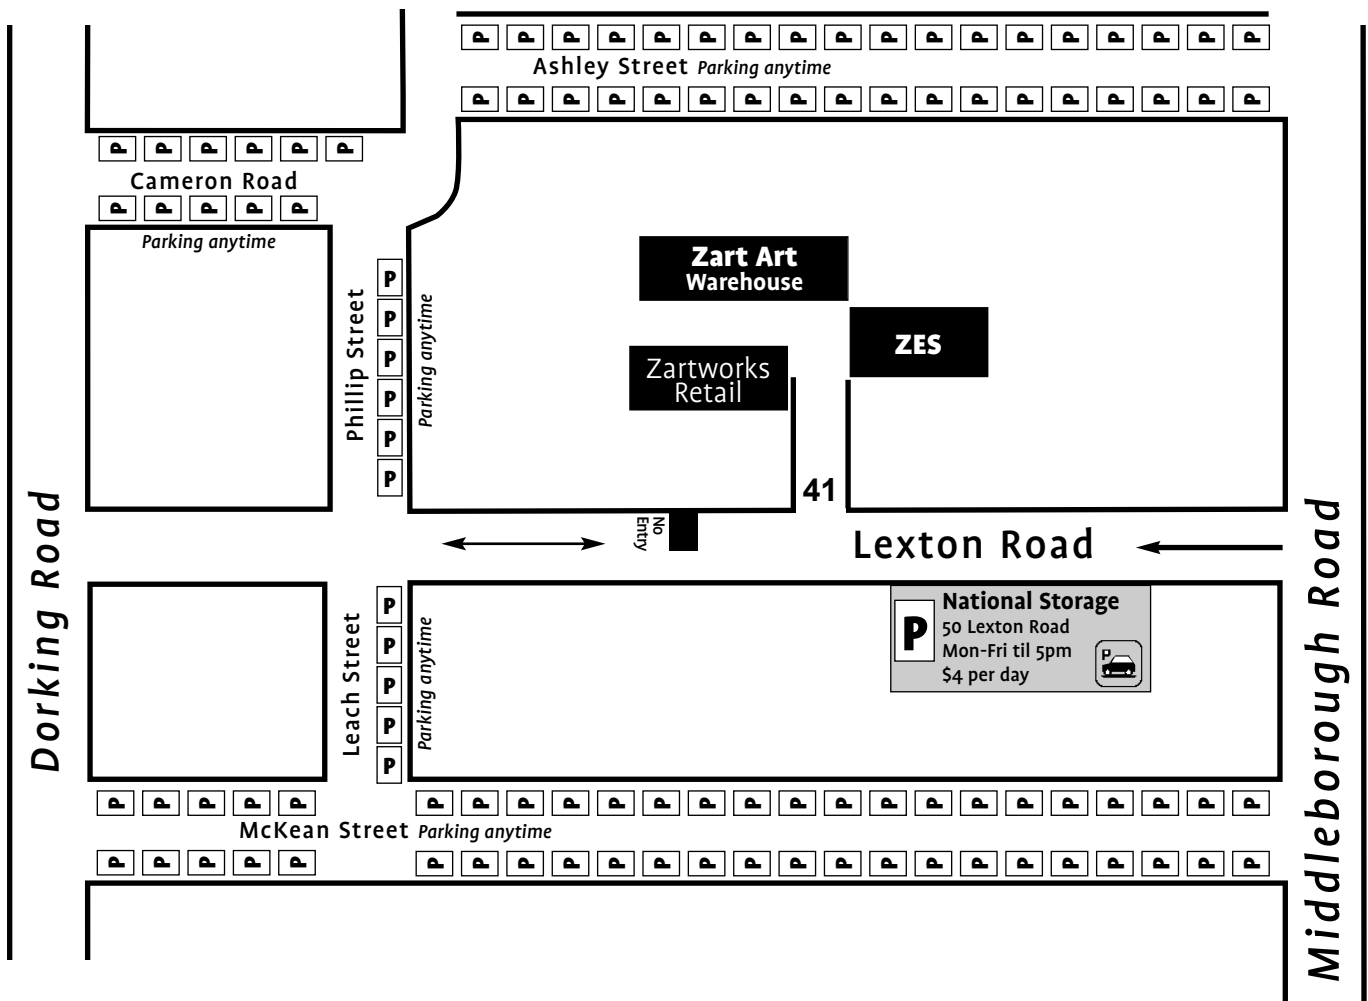 P P P P P P P P P P P P P P P P P P
Ashley Street Parking anytime
P P P P P P P P P P P P P P P P P P
P P P P P P
Cameron Road
P P P P P
Parking anytime
Zart Art
Warehouse
ZES
Zartworks
Retail
Phillip Street
P
P
P
P
P
P
Parking anytime
41
No
Entry
Lexton Road
Dorking Road
Middleborough Road
P
National Storage
50 Lexton Road
Mon-Fri til 5pm
$4 per day
P
Leach Street
P
P
P
P
P
Parking anytime
P P P P P P P P P P P P P P P P P P P P P P P P
McKean Street Parking anytime
P P P P P P P P P P P P P P P P P P P P P P P P